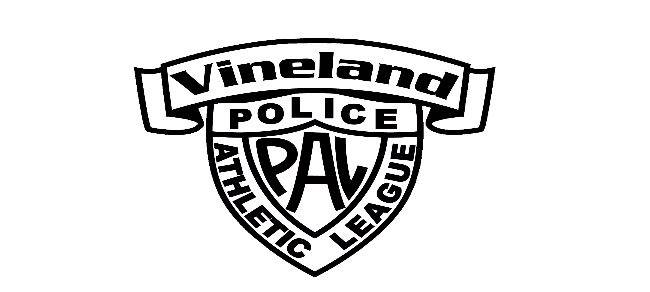 Vineland
POLICE
PAL
ATHLETIC LEAGUE